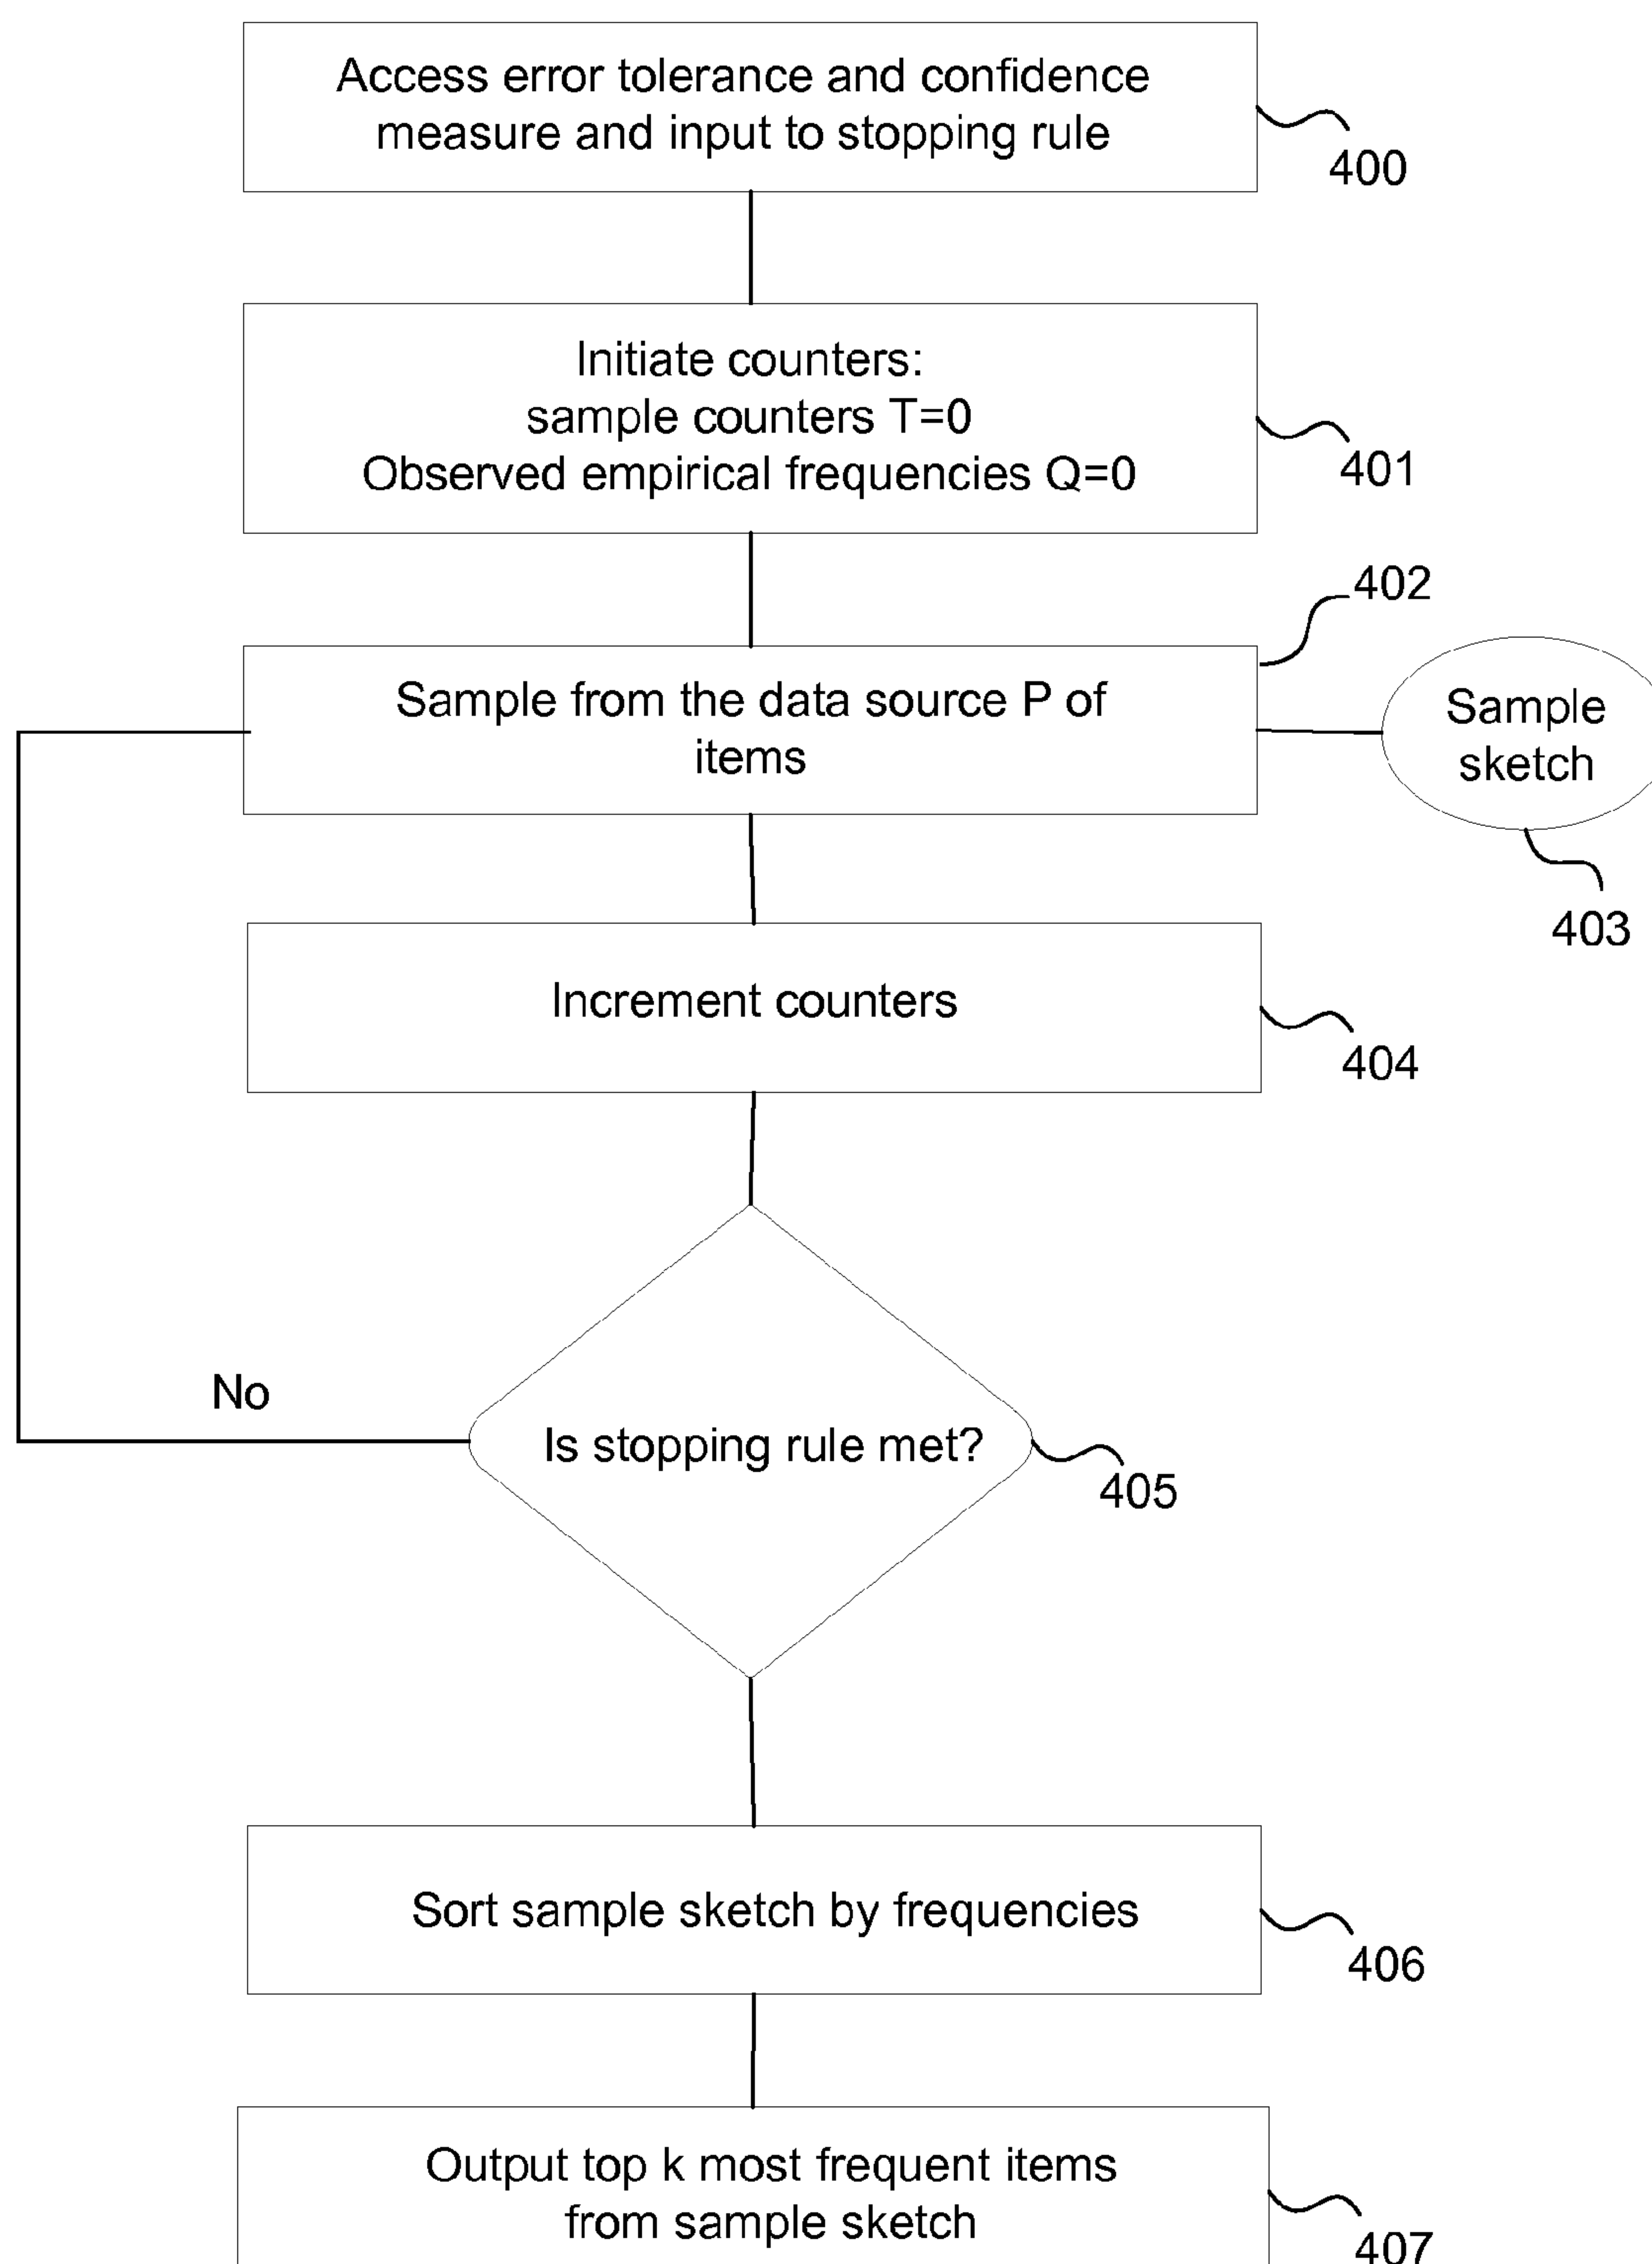 Access error tolerance and confidence
measure and input to stopping rule
400
Initiate counters:
sample counters T=0
Observed empirical frequencies Q=0
401
402
Sample from the data source P of
items
Sample
sketch
403
Increment counters
404
No
Is stopping rule met?
405
Sort sample sketch by frequencies
406
Output top k most frequent items
from sample sketch
407